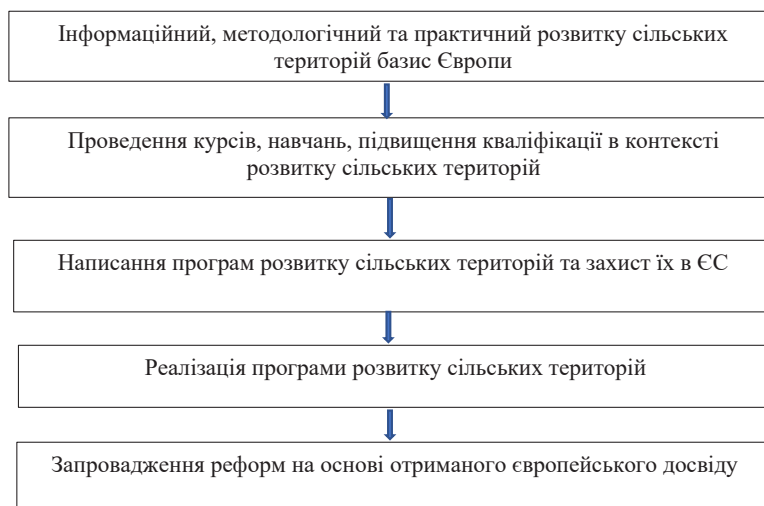 Інформаційний, методологічний та практичний розвитку сільських
територій базис Європи
Проведення курсів, навчань, підвищення кваліфікації в контексті
розвитку сільських територій
Написання програм розвитку сільських територій та захист їх в ЄС
Реалізація програми розвитку сільських територій
Запровадження реформ на основі отриманого європейського досвіду